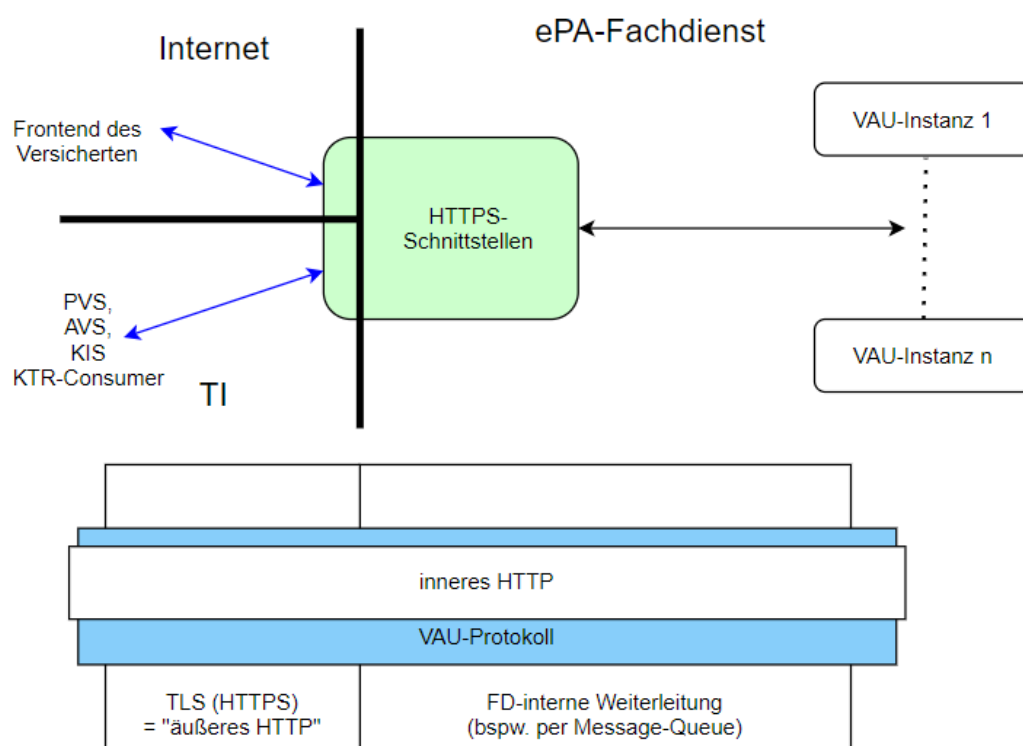 Internet
ePA-Fachdienst
Frontend des
Versicherten
HTTPS-
Schnittstellen
VAU-Instanz 1
VAU-Instanz n
PVS,
AVS,
KIS
KTR-Consumer
TI
inneres HTTP
VAU-Protokoll
TLS (HTTPS)
= "äußeres HTTP"
FD-interne Weiterleitung
(bspw. per Message-Queue)